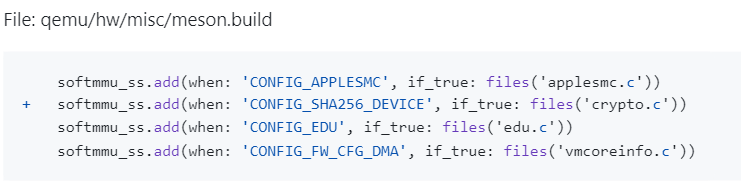 File: qemu/hw/misc/meson.build
softmmu_ss.add(when: 'CONFIG_APPLESMC', if_true: files('applesmc.c'))
+ softmmu_ss.add(when: 'CONFIG_SHA256_DEVICE', if_true: files('crypto.c'))
softmmu_ss.add(when: 'CONFIG_EDU', if_true: files('edu.c'))
softmmu_ss.add(when: 'CONFIG_FW_CFG_DMA', if_true: files('vmcoreinfo.c'))